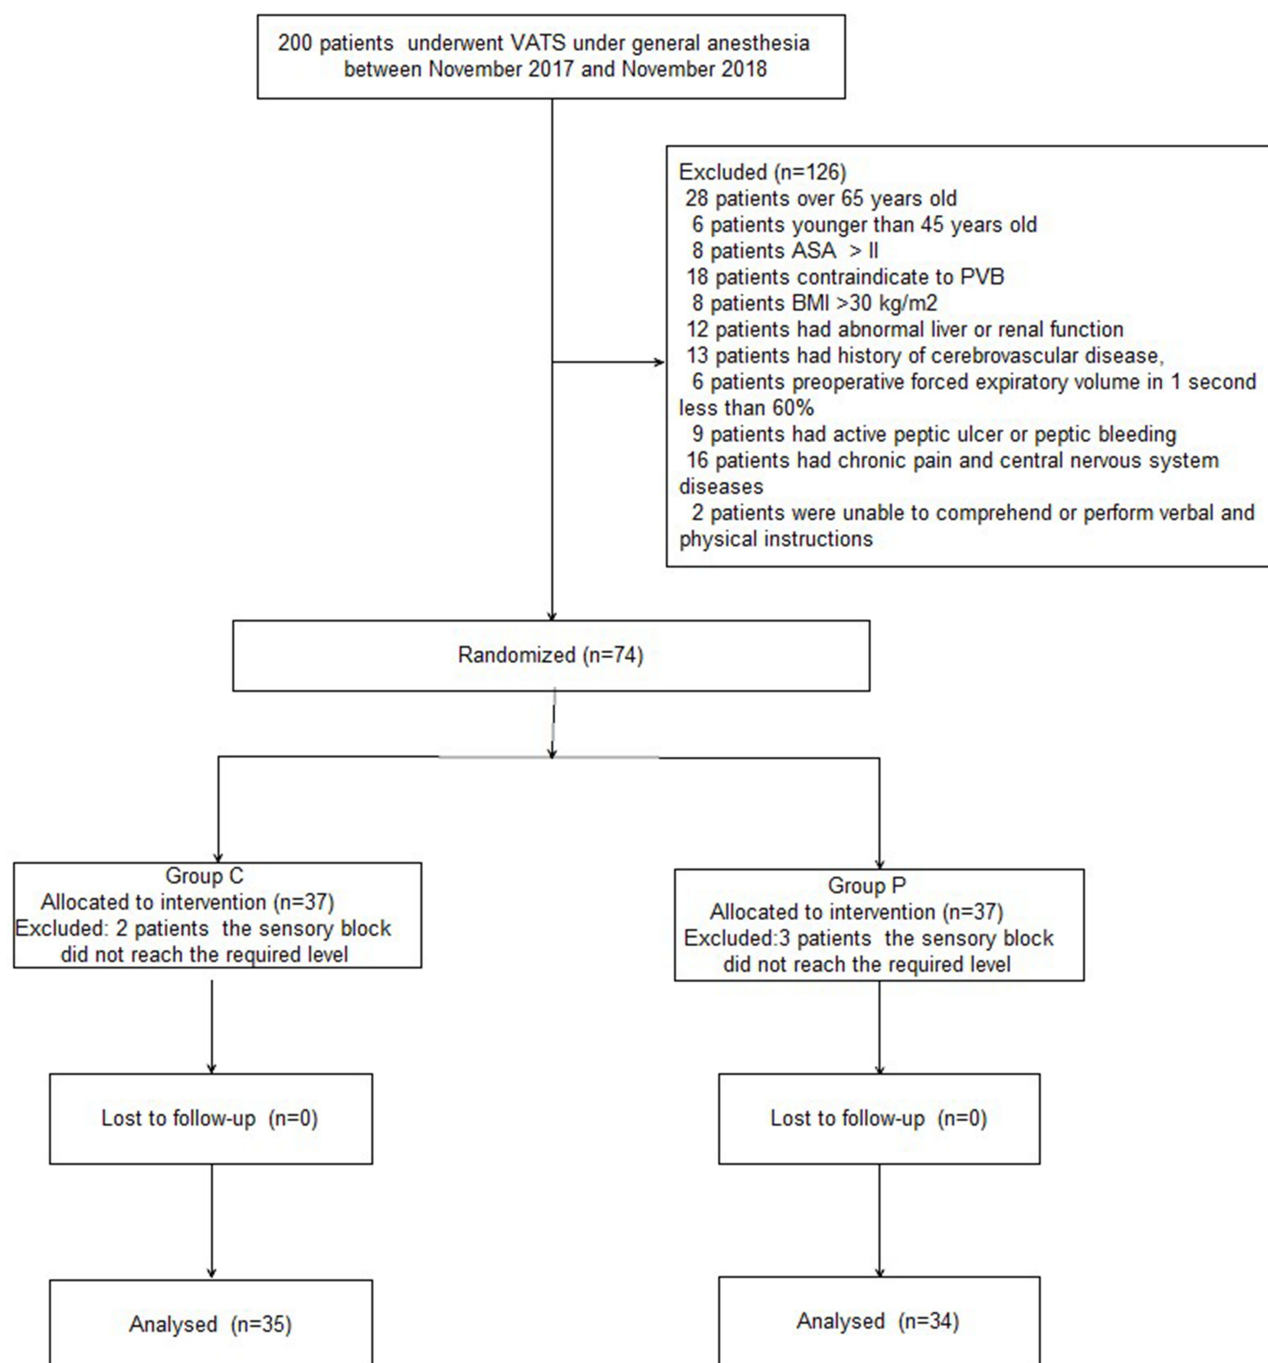 200 patients underwent VATS under general anesthesia
between November 2017 and November 2018
Excluded (n=126)
28 patients over 65 years old
6 patients younger than 45 years old
8 patients ASA > II
18 patients contraindicate to PVB
8 patients BMI >30 kg/m2
12 patients had abnormal liver or renal function
13 patients had history of cerebrovascular disease,
6 patients preoperative forced expiratory volume in 1 second
less than 60%
9 patients had active peptic ulcer or peptic bleeding
16 patients had chronic pain and central nervous system
diseases
2 patients were unable to comprehend or perform verbal and
physical instructions
Randomized (n=74)
Group C
Allocated to intervention (n=37)
Excluded: 2 patients the sensory block
did not reach the required level
Group P
Allocated to intervention (n=37)
Excluded:3 patients the sensory block
did not reach the required level
Lost to follow-up (n=0)
Lost to follow-up (n=0)
Analysed (n=35)
Analysed (n=34)